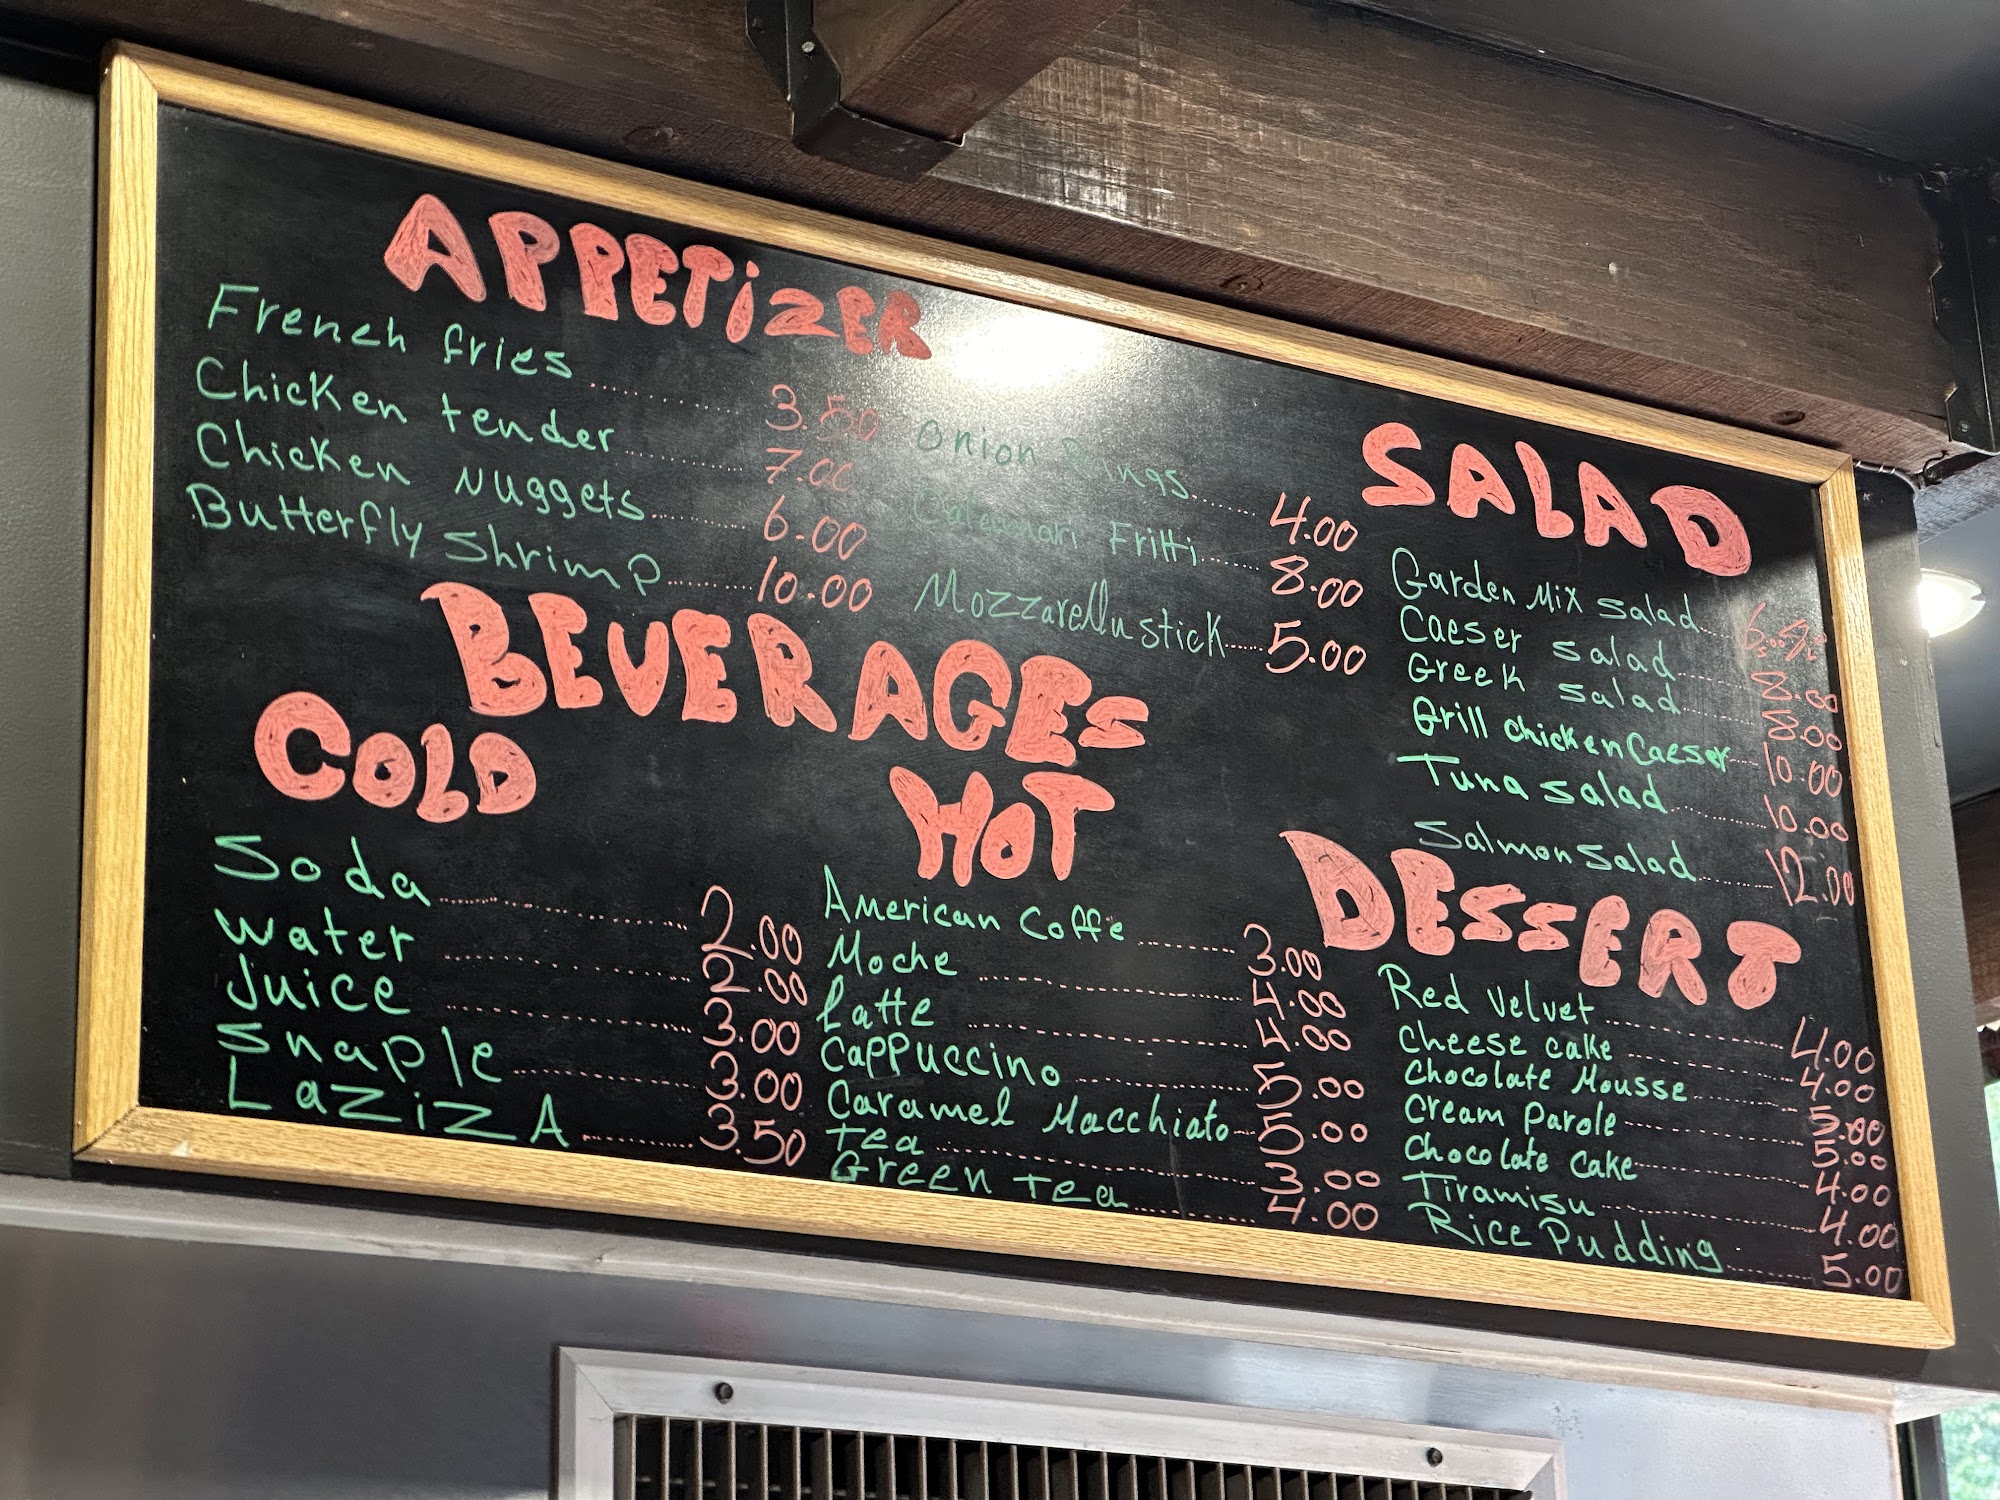 APPETiZER
French fries ........ 3.50
Chicken tender ........ 7.00
Chicken Nuggets ........ 6.00
Butterfly Shrimp ........ 10.00
Onion Rings ........ 4.00
Calamari Fritti ........ 8.00
Mozzarella stick ........ 5.00
SALAD
Garden Mix Salad
Caeser Salad ........ 8.00
Greek Salad ........ 8.00
Grill Chicken Caeser ........ 10.00
Tuna Salad ........ 10.00
Salmon Salad ........ 12.00
BEVERAGES
COLD
Soda ........ 2.00
Water ........ 2.00
Juice ........ 3.00
Snaple ........ 3.00
LaZiZA ........ 3.50
HOT
American Coffe ........ 3.00
Moche ........ 4.00
Latte ........ 4.00
Cappuccino ........ 5.00
Caramel Macchiato ........ 5.00
Tea ........ 3.00
Green Tea ........ 4.00
DESSERT
Red Velvet ........ 4.00
Cheese cake ........ 4.00
Chocolate Mousse ........ 5.00
Cream Parole ........ 5.00
Chocolate Cake ........ 4.00
Tiramisu ........ 4.00
Rice Pudding ........ 5.00